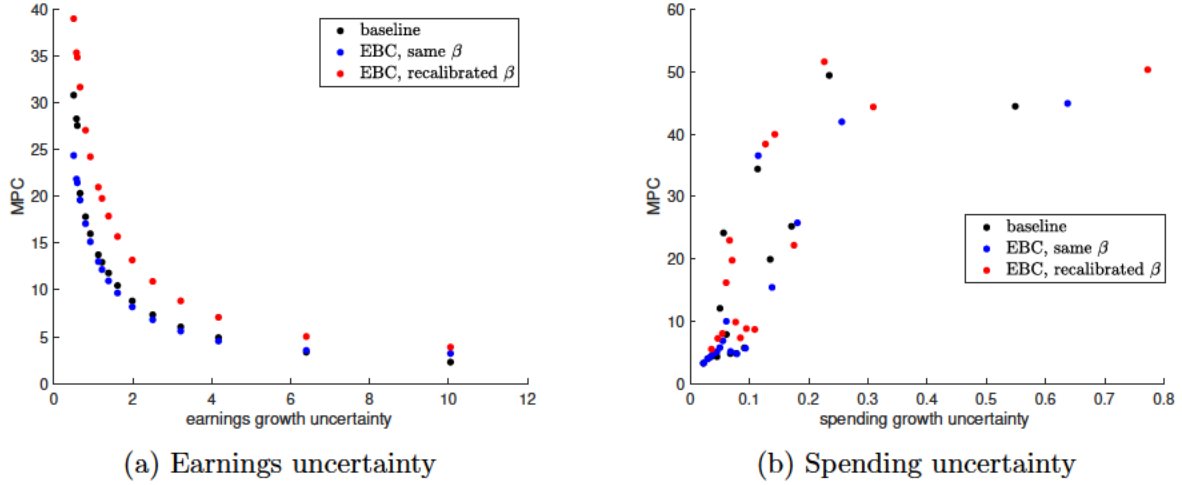 40
35
30
25
20
15
10
5
0
MPC
baseline
EBC, same β
EBC, recalibrated β
0 2 4 6 8 10 12
earnings growth uncertainty
(a) Earnings uncertainty
60
50
40
30
20
10
0
MPC
baseline
EBC, same β
EBC, recalibrated β
0 0.1 0.2 0.3 0.4 0.5 0.6 0.7 0.8
spending growth uncertainty
(b) Spending uncertainty